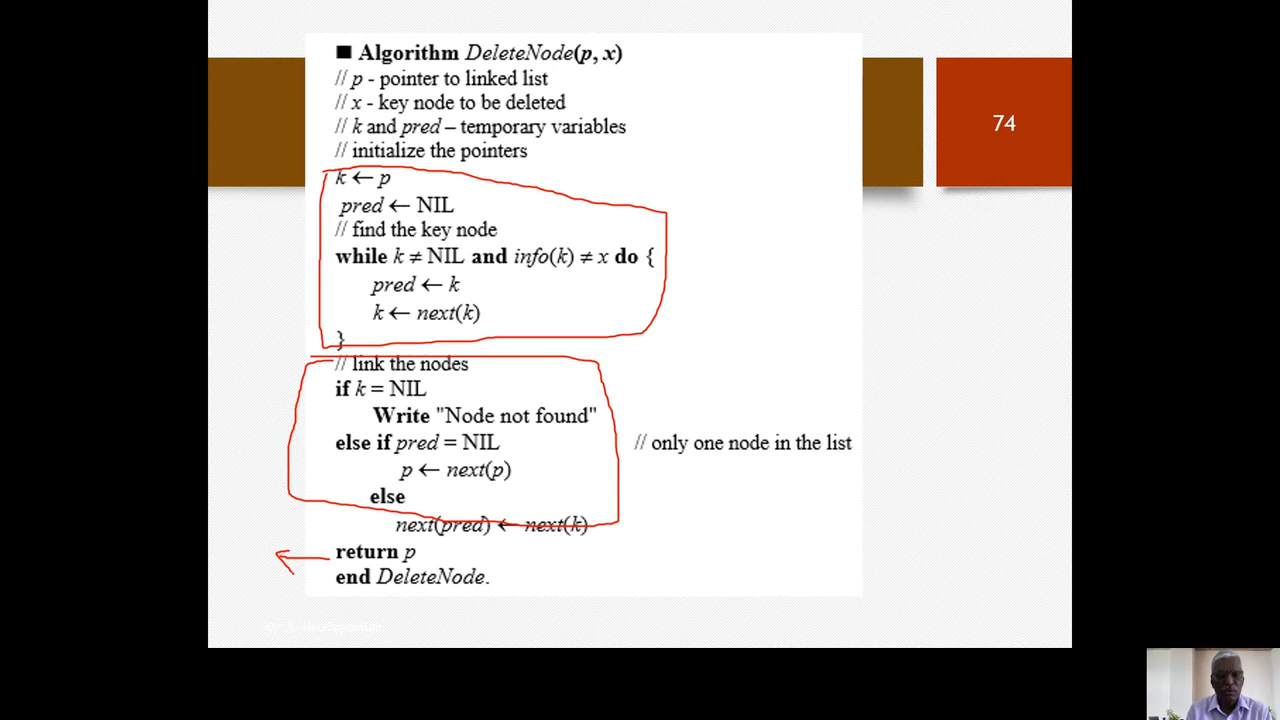 ■ Algorithm DeleteNode(p, x)
// p - pointer to linked list
// x - key node to be deleted
// k and pred – temporary variables
// initialize the pointers
k ← p
pred ← NIL
// find the key node
while k ≠ NIL and info(k) ≠ x do {
pred ← k
k ← next(k)
}
// link the nodes
if k = NIL
Write "Node not found"
else if pred = NIL // only one node in the list
p ← next(p)
else
next(pred) ← next(k)
return p
end DeleteNode.
74